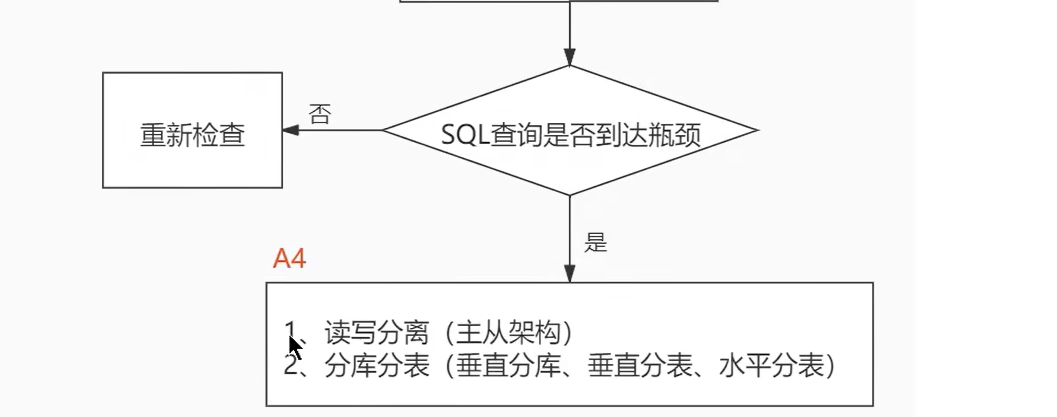 SQL查询是否到达瓶颈
否
重新检查
是
A4
1、读写分离（主从架构）
2、分库分表（垂直分库、垂直分表、水平分表）